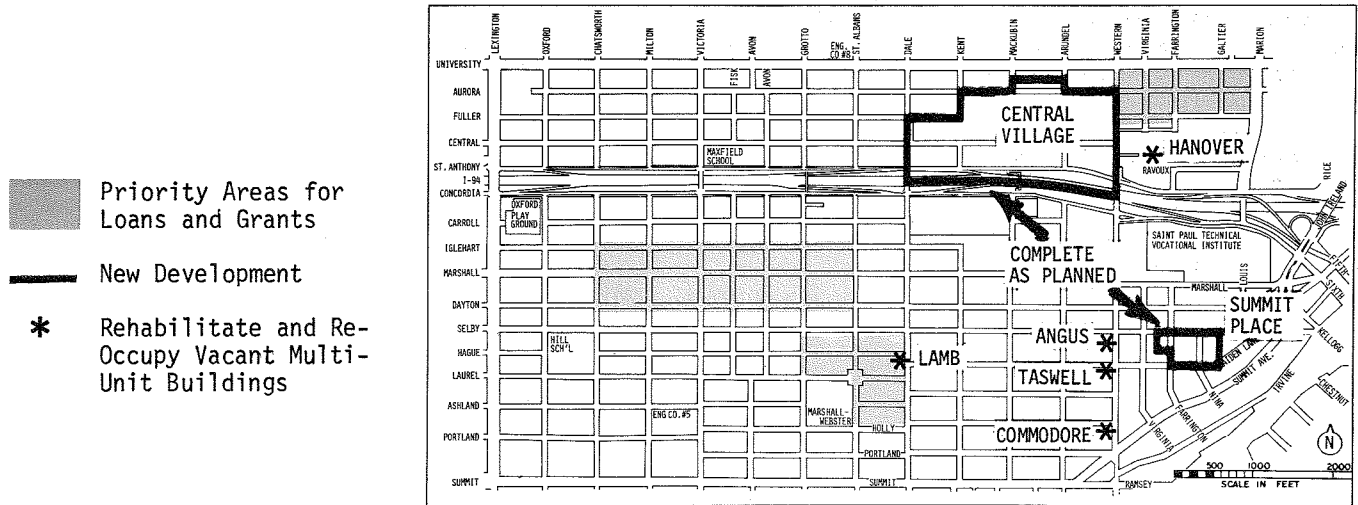 Priority Areas for
Loans and Grants
New Development
* Rehabilitate and Re-
Occupy Vacant Multi-
Unit Buildings
LEXINGTON
OXFORD
CHATSWORTH
MILTON
VICTORIA
AVON
GROTTO
ENG.
CO #8
ST. ALBANS
DALE
KENT
MACKUBIN
ARUNDEL
WESTERN
VIRGINIA
FARRINGTON
GALTIER
MARION
UNIVERSITY
AURORA
FULLER
CENTRAL
ST. ANTHONY
I-94
CONCORDIA
CARROLL
IGLEHART
MARSHALL
DAYTON
SELBY
HAGUE
LAUREL
ASHLAND
PORTLAND
SUMMIT
FISK
AVON
MAXFIELD
SCHOOL
CENTRAL
VILLAGE
* HANOVER
RAVOUX
RICE
JOHN IRELAND
OXFORD
PLAY
GROUND
SAINT PAUL TECHNICAL
VOCATIONAL INSTITUTE
COMPLETE
AS PLANNED
LOUIS
MARSHALL
FIFTH
SIXTH
SUMMIT
PLACE
KELLOGG
HILL
SCH'L
* LAMB
ANGUS *
TASWELL *
COMMODORE *
SUMMIT AVE.
IRVINE
CHESTNUT
NINA
FARRINGTON
VIRGINIA
ENG CO.#5
MARSHALL-
WEBSTER
HOLLY
PORTLAND
SUMMIT
RAMSEY
N
500 1000 2000
SCALE IN FEET